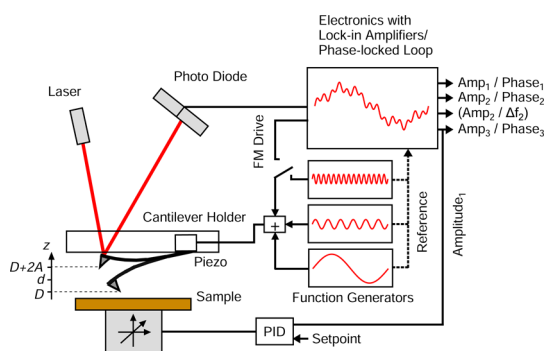 Electronics with
Lock-in Amplifiers/
Phase-locked Loop
Photo Diode
Laser
Amp₁ / Phase₁
Amp₂ / Phase₂
(Amp₂ / Δf₂)
Amp₃ / Phase₃
FM Drive
Cantilever Holder
+
Reference
Amplitude₁
z
D+2A
d
D
Piezo
Sample
Function Generators
PID
Setpoint